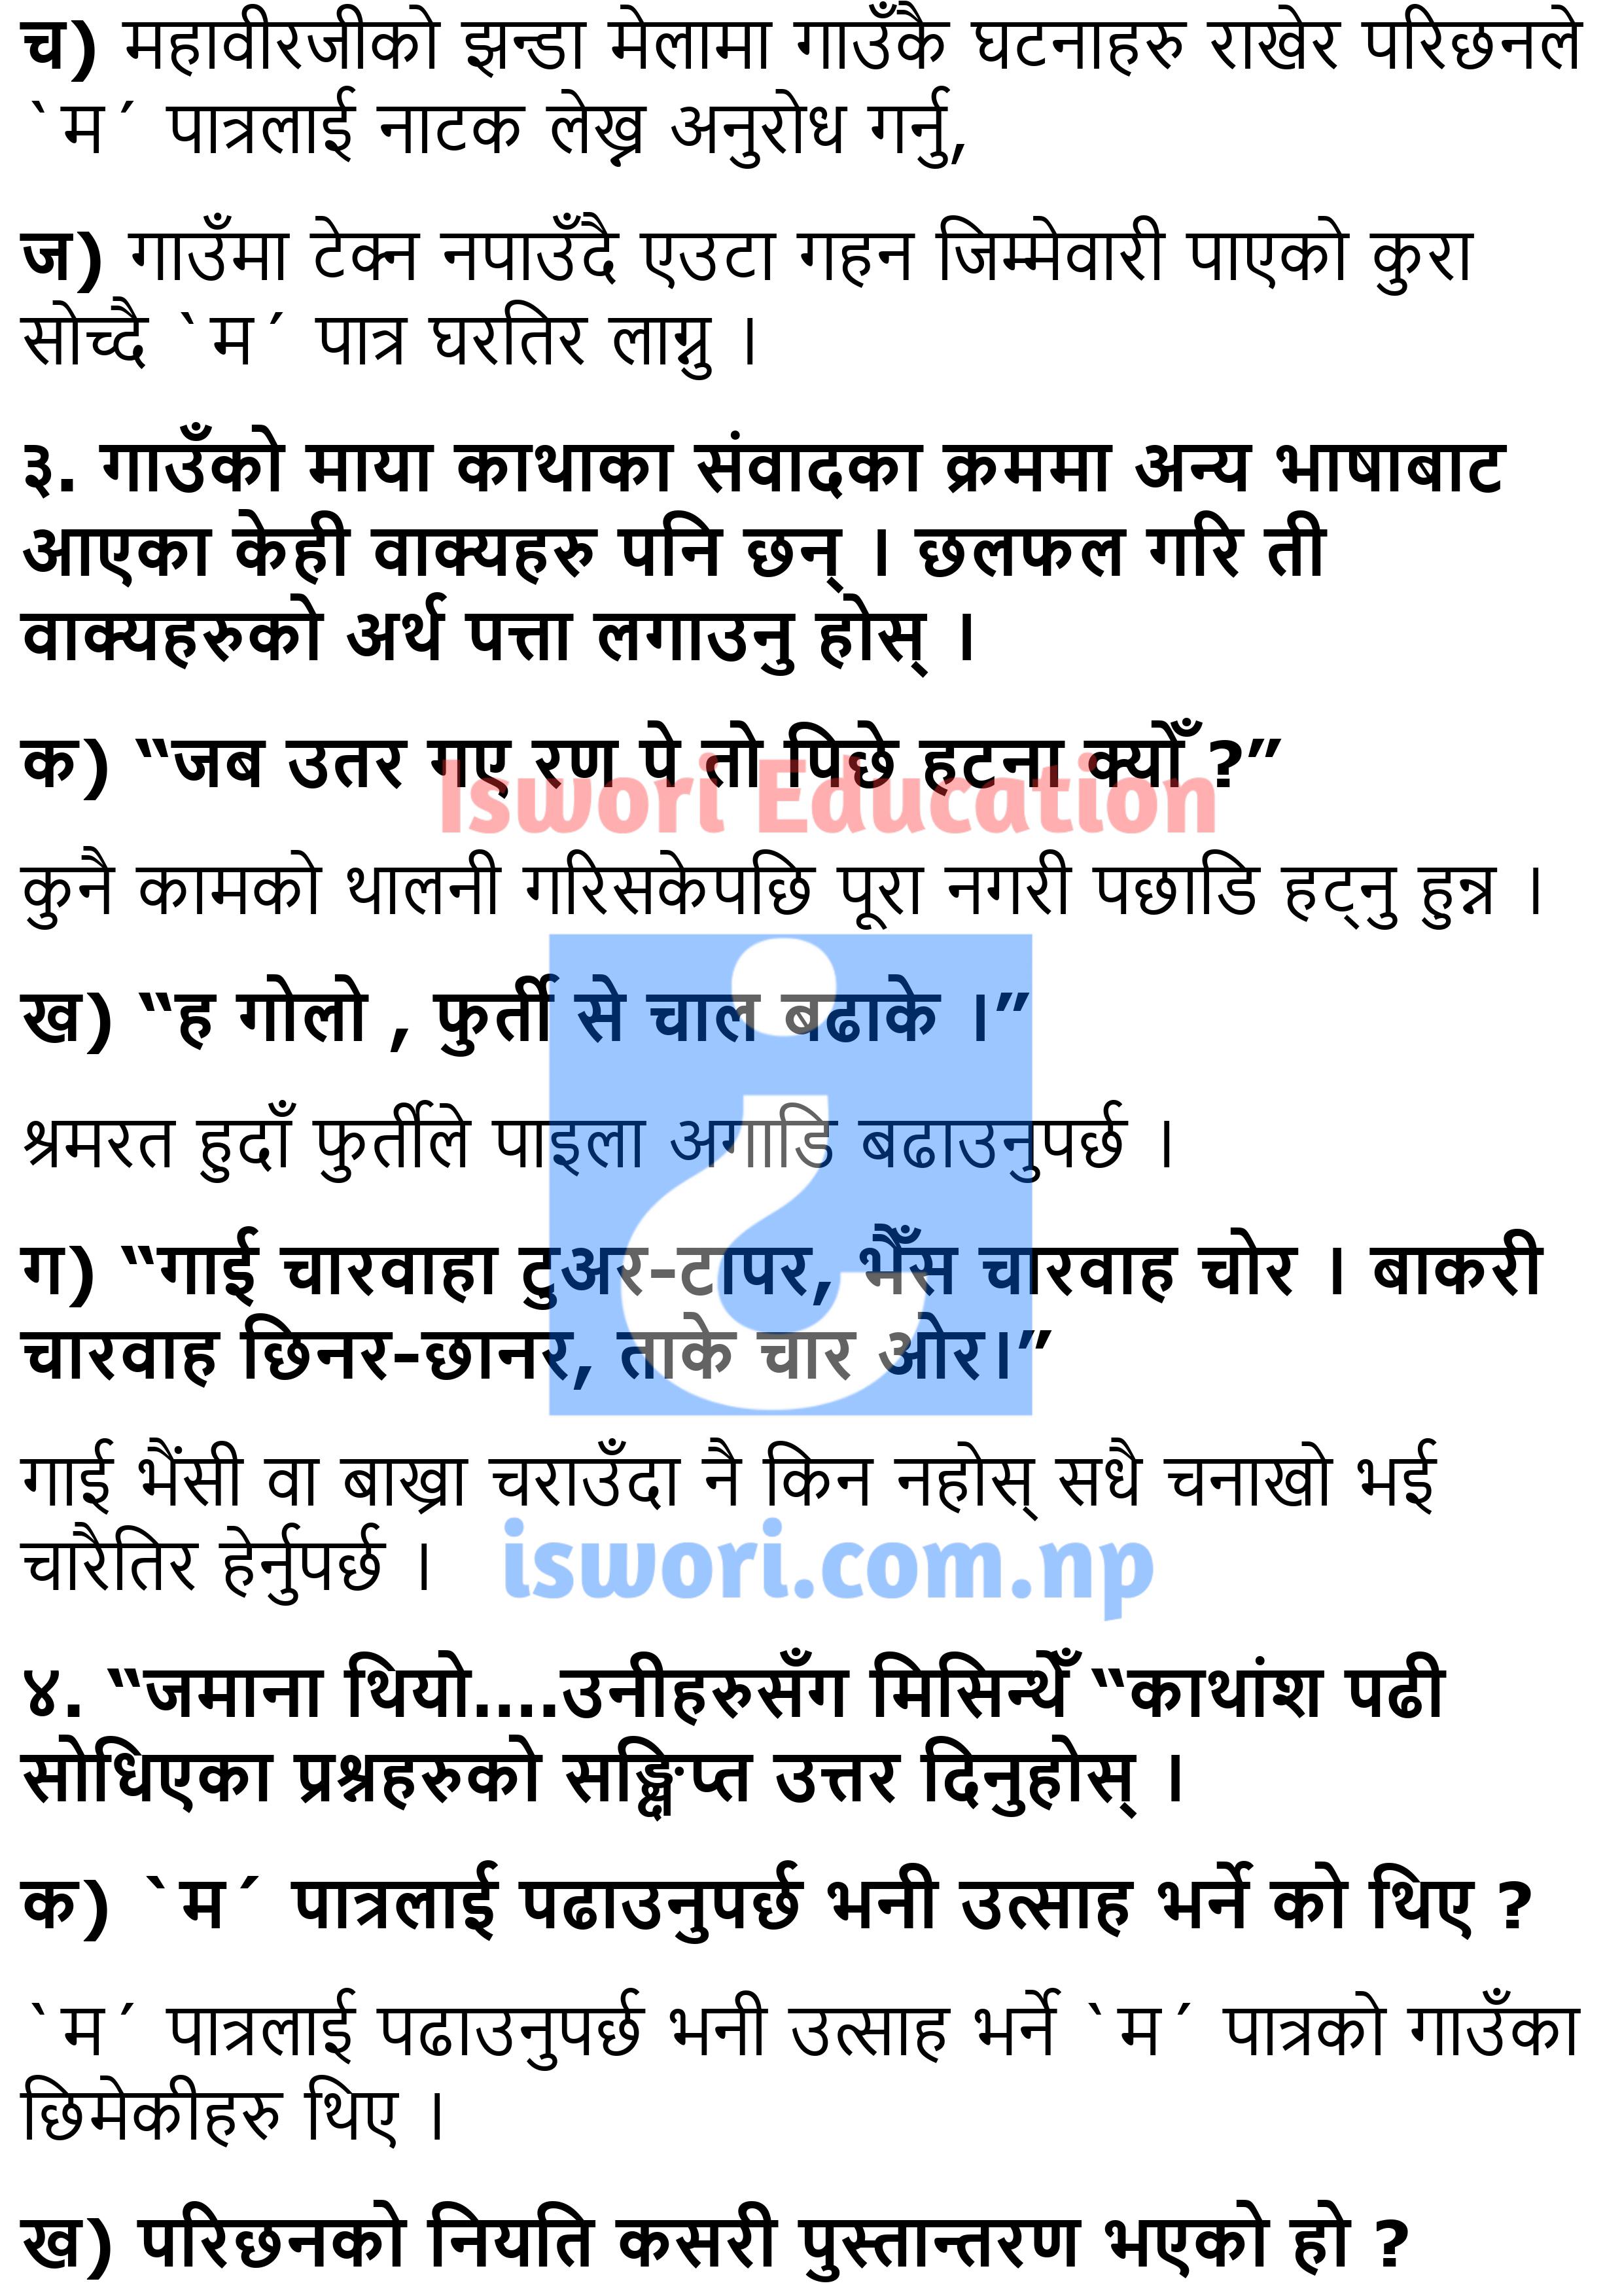 च) महावीरजीको झन्डा मेलामा गाउँकै घटनाहरु राखेर परिछनले
`म´ पात्रलाई नाटक लेख्न अनुरोध गर्नु,
ज) गाउँमा टेक्न नपाउँदै एउटा गहन जिम्मेवारी पाएको कुरा
सोच्दै `म´ पात्र घरतिर लाग्नु ।
३. गाउँको माया काथाका संवादका क्रममा अन्य भाषाबाट
आएका केही वाक्यहरु पनि छन् । छलफल गरि ती
वाक्यहरुको अर्थ पत्ता लगाउनु होस् ।
क) “जब उतर गए रण पे तो पिछे हटना क्योँ ?”
Iswori Education
कुनै कामको थालनी गरिसकेपछि पूरा नगरी पछाडि हट्नु हुन्न ।
ख) “ह गोलो , फुर्ती से चाल बढाके ।”
श्रमरत हुदाँ फुर्तीले पाइला अगाडि बढाउनुपर्छ ।
ग) “गाई चारवाहा टुअर-टापर, भैँस चारवाह चोर । बाकरी
चारवाह छिनर-छानर, ताके चार ओर।”
गाई भैंसी वा बाख्रा चराउँदा नै किन नहोस् सधै चनाखो भई
चारैतिर हेर्नुपर्छ ।
iswori.com.np
४. “जमाना थियो....उनीहरुसँग मिसिन्थेँ “काथांश पढी
सोधिएका प्रश्नहरुको सङ्क्षिप्त उत्तर दिनुहोस् ।
क) `म´ पात्रलाई पढाउनुपर्छ भनी उत्साह भर्ने को थिए ?
`म´ पात्रलाई पढाउनुपर्छ भनी उत्साह भर्ने `म´ पात्रको गाउँका
छिमेकीहरु थिए ।
ख) परिछनको नियति कसरी पुस्तान्तरण भएको हो ?